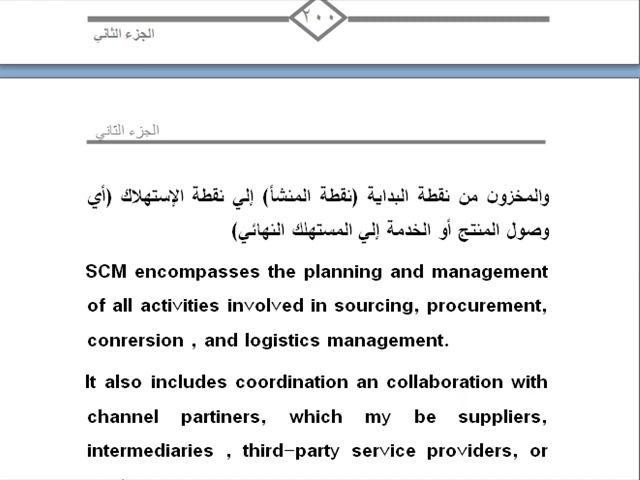 ٢٠٠
الجزء الثاني
الجزء الثاني
والمخزون من نقطة البداية (نقطة المنشأ) إلي نقطة الإستهلاك (أي
وصول المنتج أو الخدمة إلي المستهلك النهائي)
SCM encompasses the planning and management
of all activities involved in sourcing, procurement,
conrersion , and logistics management.
It also includes coordination an collaboration with
channel partiners, which my be suppliers,
intermediaries , third-party service providers, or